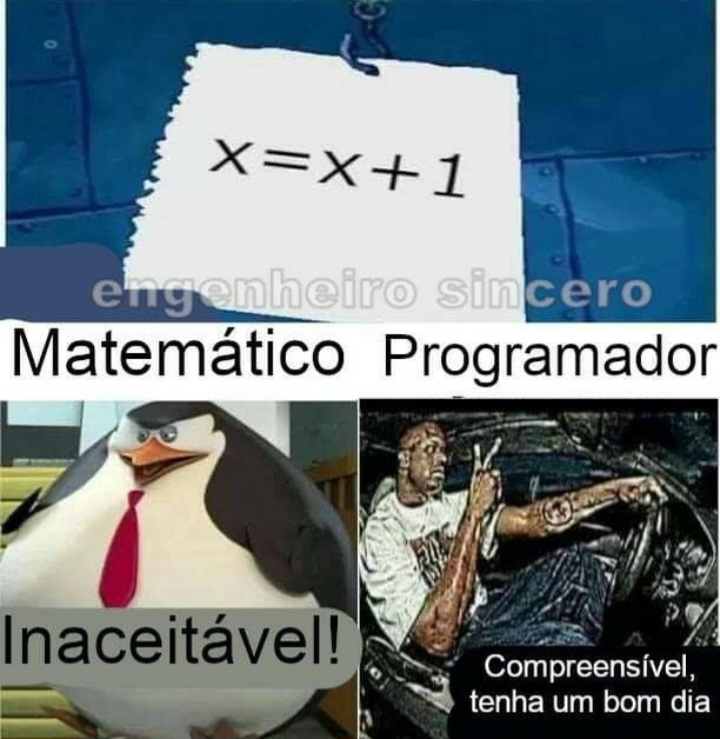 x=x+1
engenheiro sincero
Matemático Programador
Inaceitável!
Compreensível,
tenha um bom dia